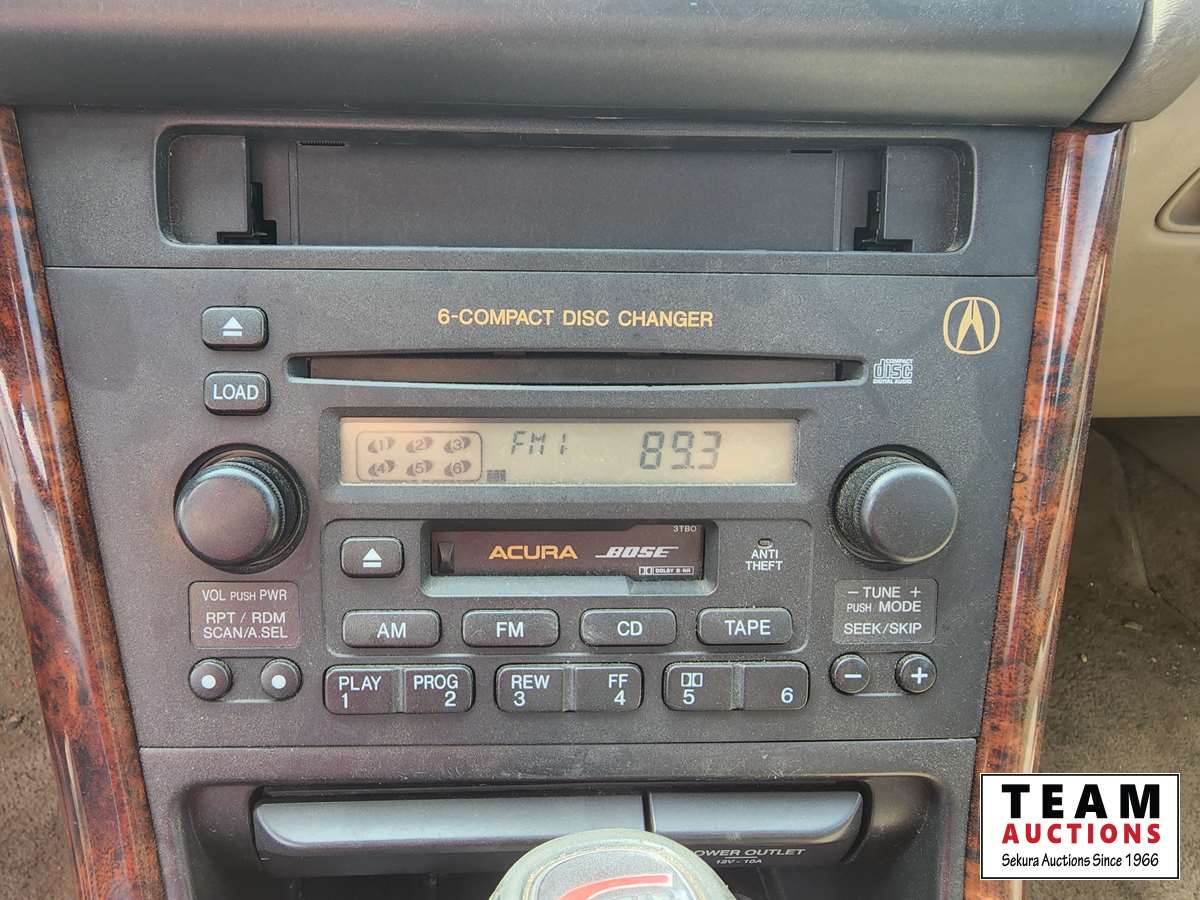 6-COMPACT DISC CHANGER
LOAD
COMPACT
disc
DIGITAL AUDIO
1 2 3
4 5 6
FM1 89.3
3TB0
ACURA BOSE
DOLBY B NR
ANTI
THEFT
VOL PUSH PWR
RPT / RDM
SCAN/A.SEL
- TUNE +
PUSH MODE
SEEK/SKIP
AM FM CD TAPE
PLAY PROG REW FF
1 2 3 4 5 6
- +
OWER OUTLET
12V - 10A
TEAM
AUCTIONS
Sekura Auctions Since 1966